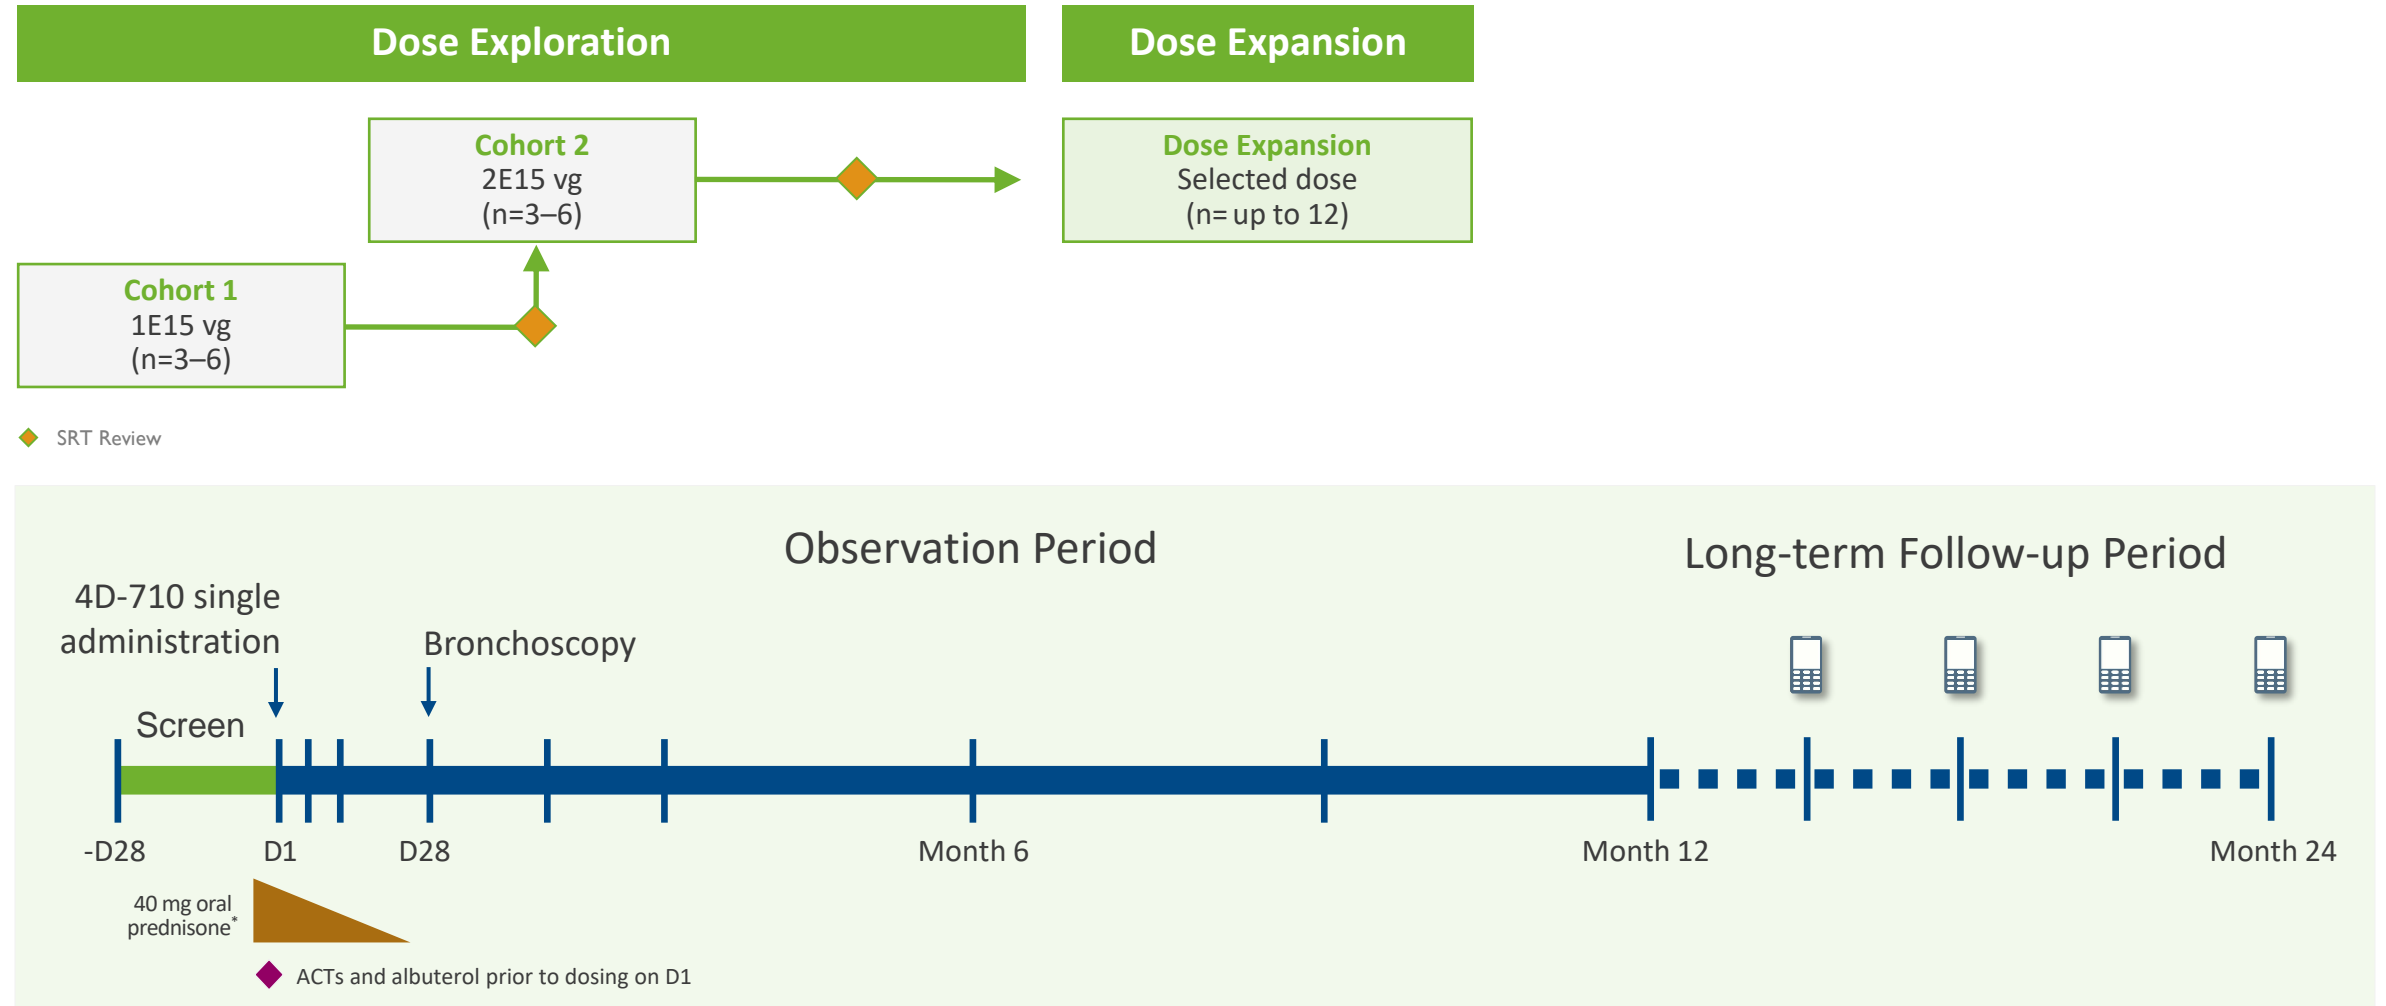 Dose Exploration
Dose Expansion
Cohort 2
2E15 vg
(n=3–6)
Dose Expansion
Selected dose
(n= up to 12)
Cohort 1
1E15 vg
(n=3–6)
SRT Review
Observation Period
Long-term Follow-up Period
4D-710 single
administration
Bronchoscopy
Screen
-D28
D1
D28
Month 6
Month 12
Month 24
40 mg oral
prednisone*
ACTs and albuterol prior to dosing on D1